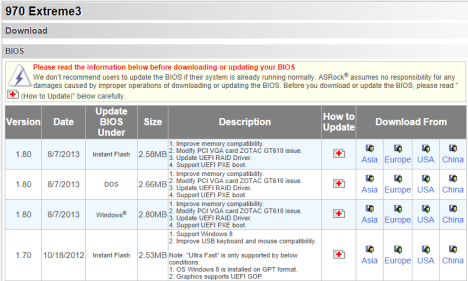 970 Extreme3
Download
BIOS
Please read the information below before downloading or updating your BIOS
We don't recommend users to update the BIOS if their system is already running normally. ASRock® assumes no responsibility for any
damages caused by improper operations of downloading or updating the BIOS. Before you download or update the BIOS, please read "
(How to Update)" below carefully.
Version Date Update BIOS Under Size Description How to Update Download From
1.80 8/7/2013 Instant Flash 2.58MB
1. Improve memory compatibility.
2. Modify PCI VGA card ZOTAC GT610 issue.
3. Update UEFI RAID Driver.
4. Support UEFI PXE boot.
Asia Europe USA China
1.80 8/7/2013 DOS 2.66MB
1. Improve memory compatibility.
2. Modify PCI VGA card ZOTAC GT610 issue.
3. Update UEFI RAID Driver.
4. Support UEFI PXE boot.
Asia Europe USA China
1.80 8/7/2013 Windows® 2.80MB
1. Improve memory compatibility.
2. Modify PCI VGA card ZOTAC GT610 issue.
3. Update UEFI RAID Driver.
4. Support UEFI PXE boot
Asia Europe USA China
1.70 10/18/2012 Instant Flash 2.53MB
1. Support Windows 8.
2. Improve USB keyboard and mouse compatibility.
Note: "Ultra Fast" is only supported by below
conditions.
1. OS Windows 8 is installed on GPT format.
2. Graphics supports UEFI GOP.
Asia Europe USA China